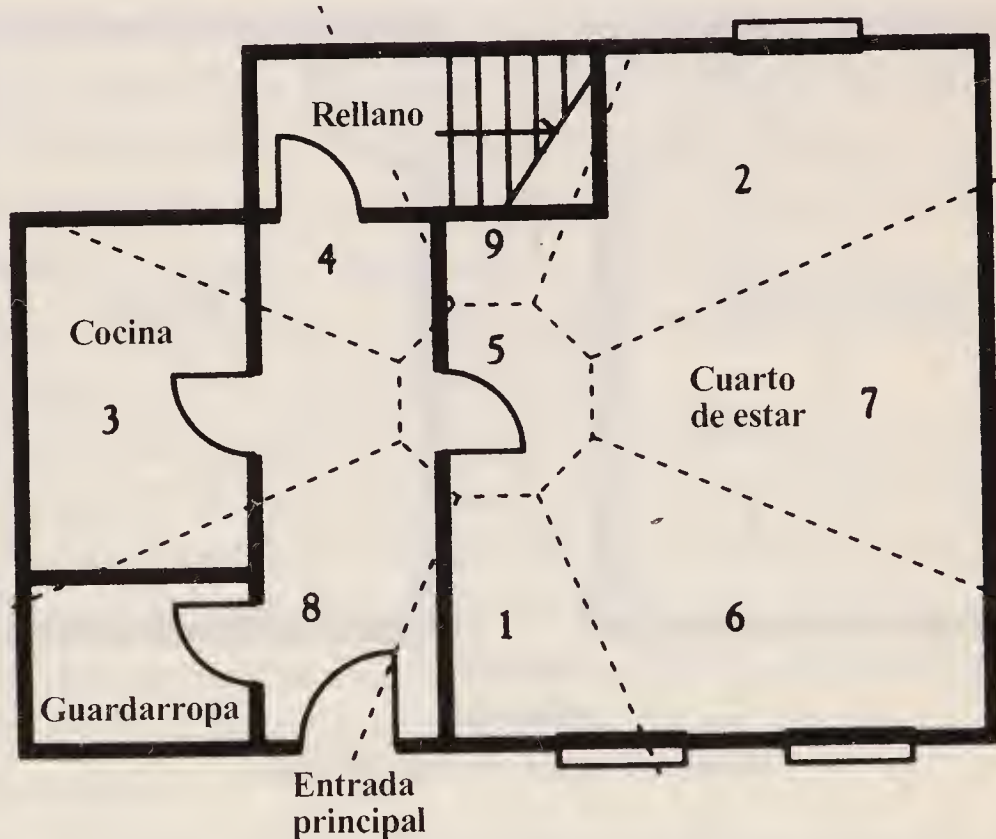 Rellano
2
9
4
Cocina
5
Cuarto
de estar
7
3
8
1
6
Guardarropa
Entrada
principal